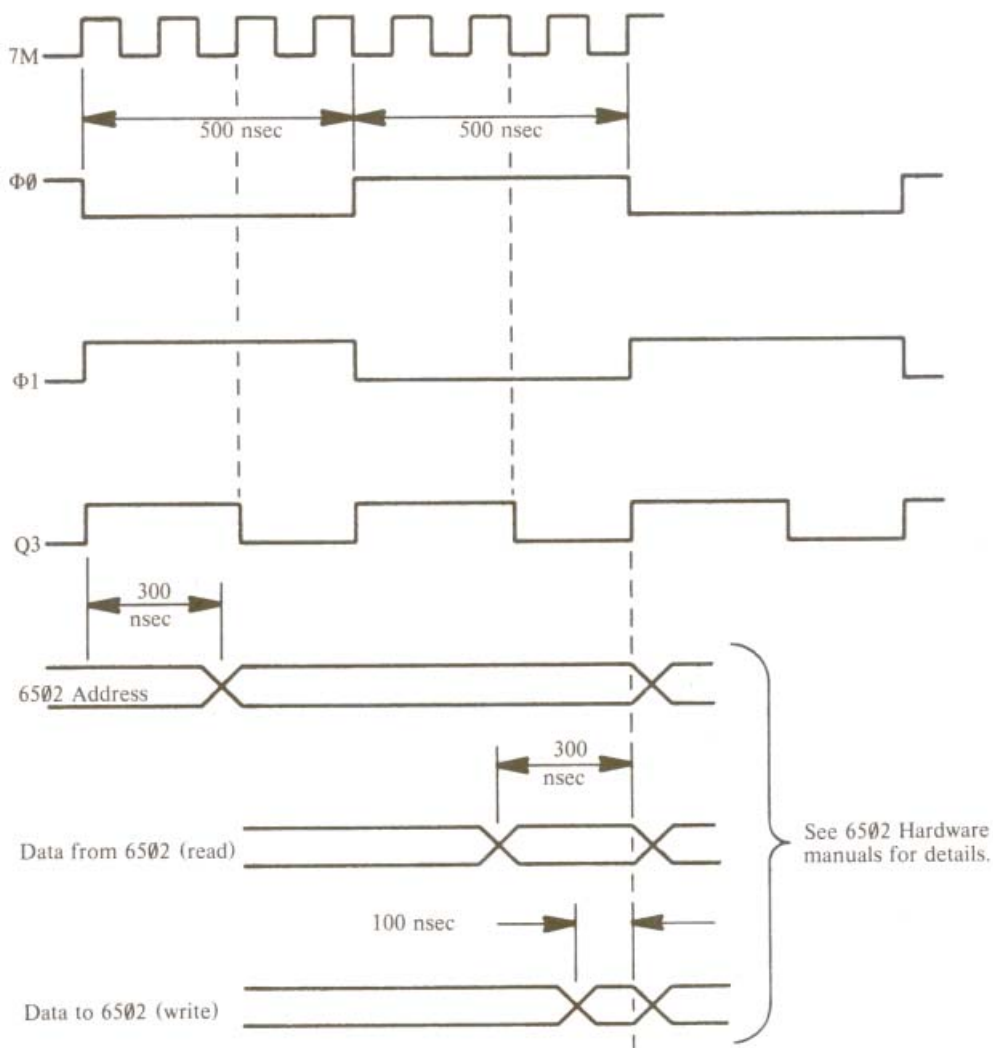 7M
500 nsec
500 nsec
Φ0
Φ1
Q3
300
nsec
6502 Address
300
nsec
Data from 6502 (read)
See 6502 Hardware
manuals for details.
100 nsec
Data to 6502 (write)